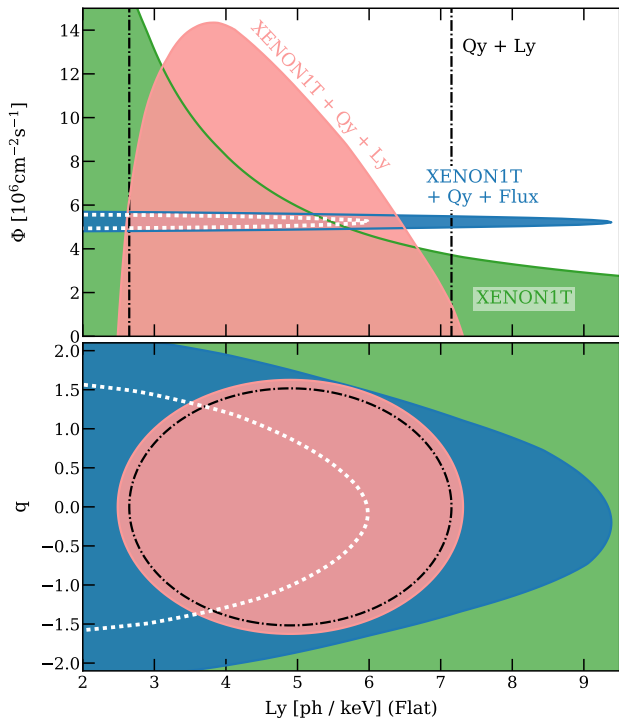 14
12
10
8
6
4
2
0
Φ [10⁶cm⁻²s⁻¹]
Qy + Ly
XENON1T + Qy + Ly
XENON1T
+ Qy + Flux
XENON1T
2.0
1.5
1.0
0.5
0.0
−0.5
−1.0
−1.5
−2.0
q
2 3 4 5 6 7 8 9
Ly [ph / keV] (Flat)